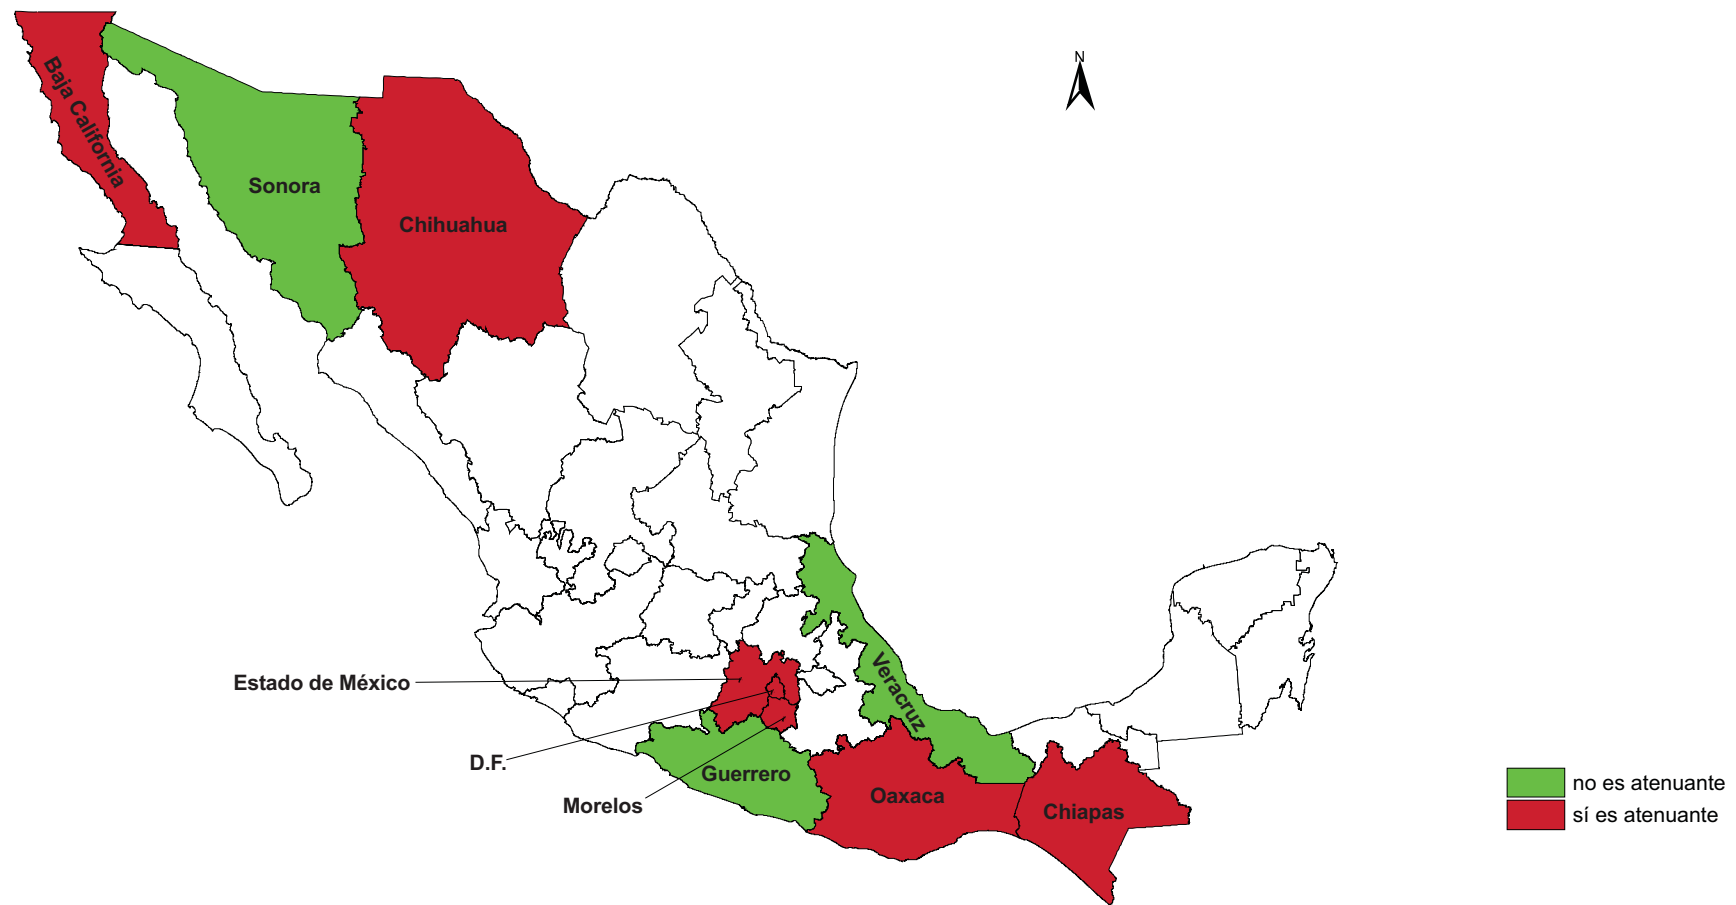 N
Baja California
Sonora
Chihuahua
Estado de México
Veracruz
D.F.
Guerrero
Morelos
Oaxaca
Chiapas
no es atenuante
sí es atenuante